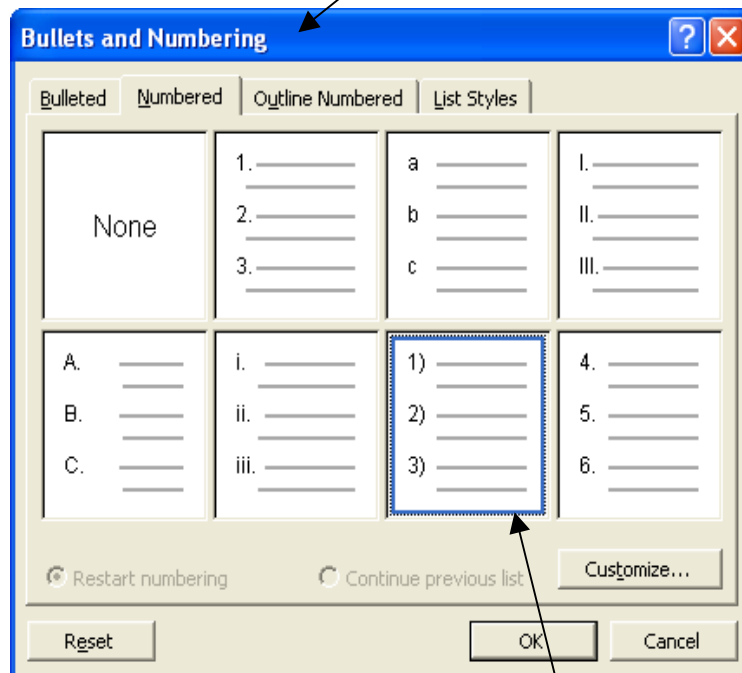 Bullets and Numbering
Bulleted Numbered Outline Numbered List Styles
None 1. a I.
2. b II.
3. c III.
A. i. 1) 4.
B. ii. 2) 5.
C. iii. 3) 6.
Restart numbering Continue previous list Customize...
Reset OK Cancel